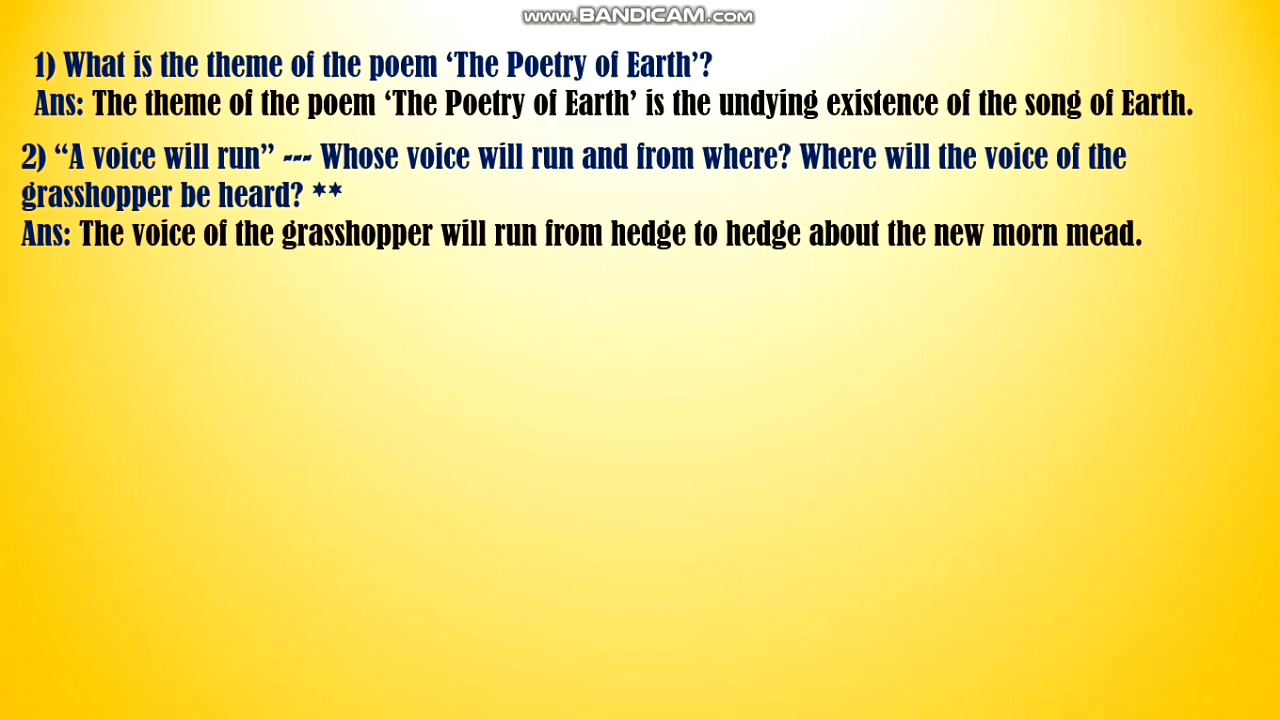 www.BANDICAM.com
1) What is the theme of the poem ‘The Poetry of Earth’?
Ans: The theme of the poem ‘The Poetry of Earth’ is the undying existence of the song of Earth.
2) “A voice will run” --- Whose voice will run and from where? Where will the voice of the
grasshopper be heard? **
Ans: The voice of the grasshopper will run from hedge to hedge about the new morn mead.